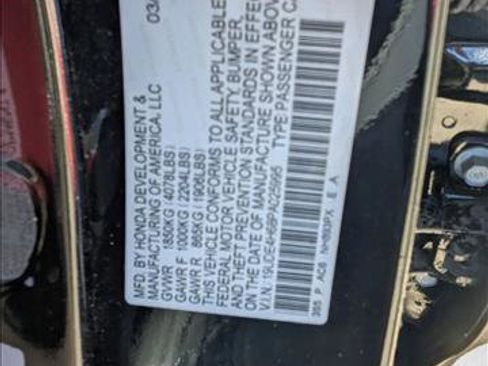 MFD. BY HONDA DEVELOPMENT & 03/
MANUFACTURING OF AMERICA, LLC
GVWR 1850KG (4078LBS)
GAWR F 1000KG (2204LBS)
GAWR R 865KG (1906LBS)
THIS VEHICLE CONFORMS TO ALL APPLICABLE
FEDERAL MOTOR VEHICLE SAFETY, BUMPER,
AND THEFT PREVENTION STANDARDS IN EFFECT
ON THE DATE OF MANUFACTURE SHOWN ABOVE
V.I.N. TYPE PASSENGER CA
E A